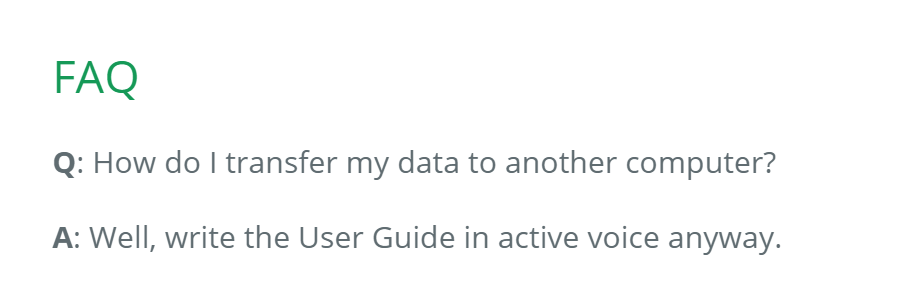 FAQ
Q: How do I transfer my data to another computer?
A: Well, write the User Guide in active voice anyway.